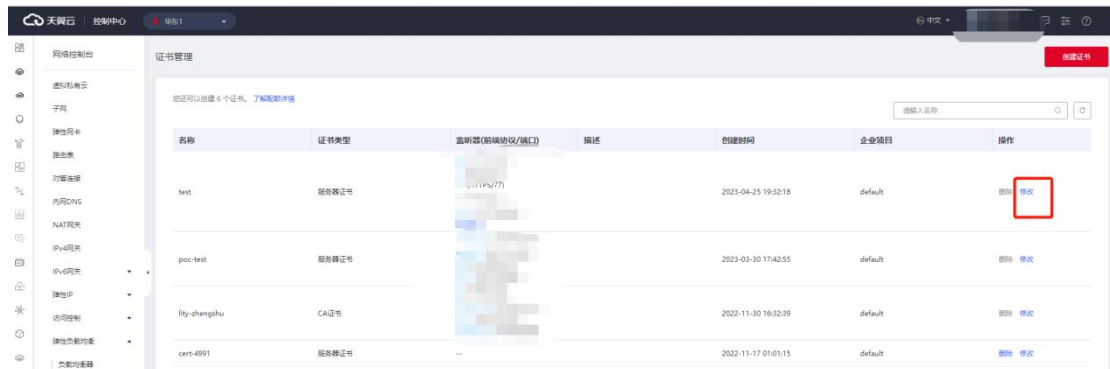 天翼云 控制中心 华东1 中文
网络控制台
证书管理
创建证书
虚拟私有云
您还可以创建 6 个证书。 了解配额详情
子网
请输入名称
弹性网卡
名称 证书类型 监听器(前端协议/端口) 描述 创建时间 企业项目 操作
路由表
对等连接
test 服务器证书 2023-04-25 19:32:18 default 删除 修改
内网DNS
NAT网关
IPv4网关
poc-test 服务器证书 2023-03-30 17:42:55 default 删除 修改
IPv6网关
弹性IP
lity-zhengshu CA证书 2022-11-30 16:32:39 default 删除 修改
访问控制
弹性负载均衡
cert-4991 服务器证书 -- 2022-11-17 01:01:15 default 删除 修改
负载均衡器